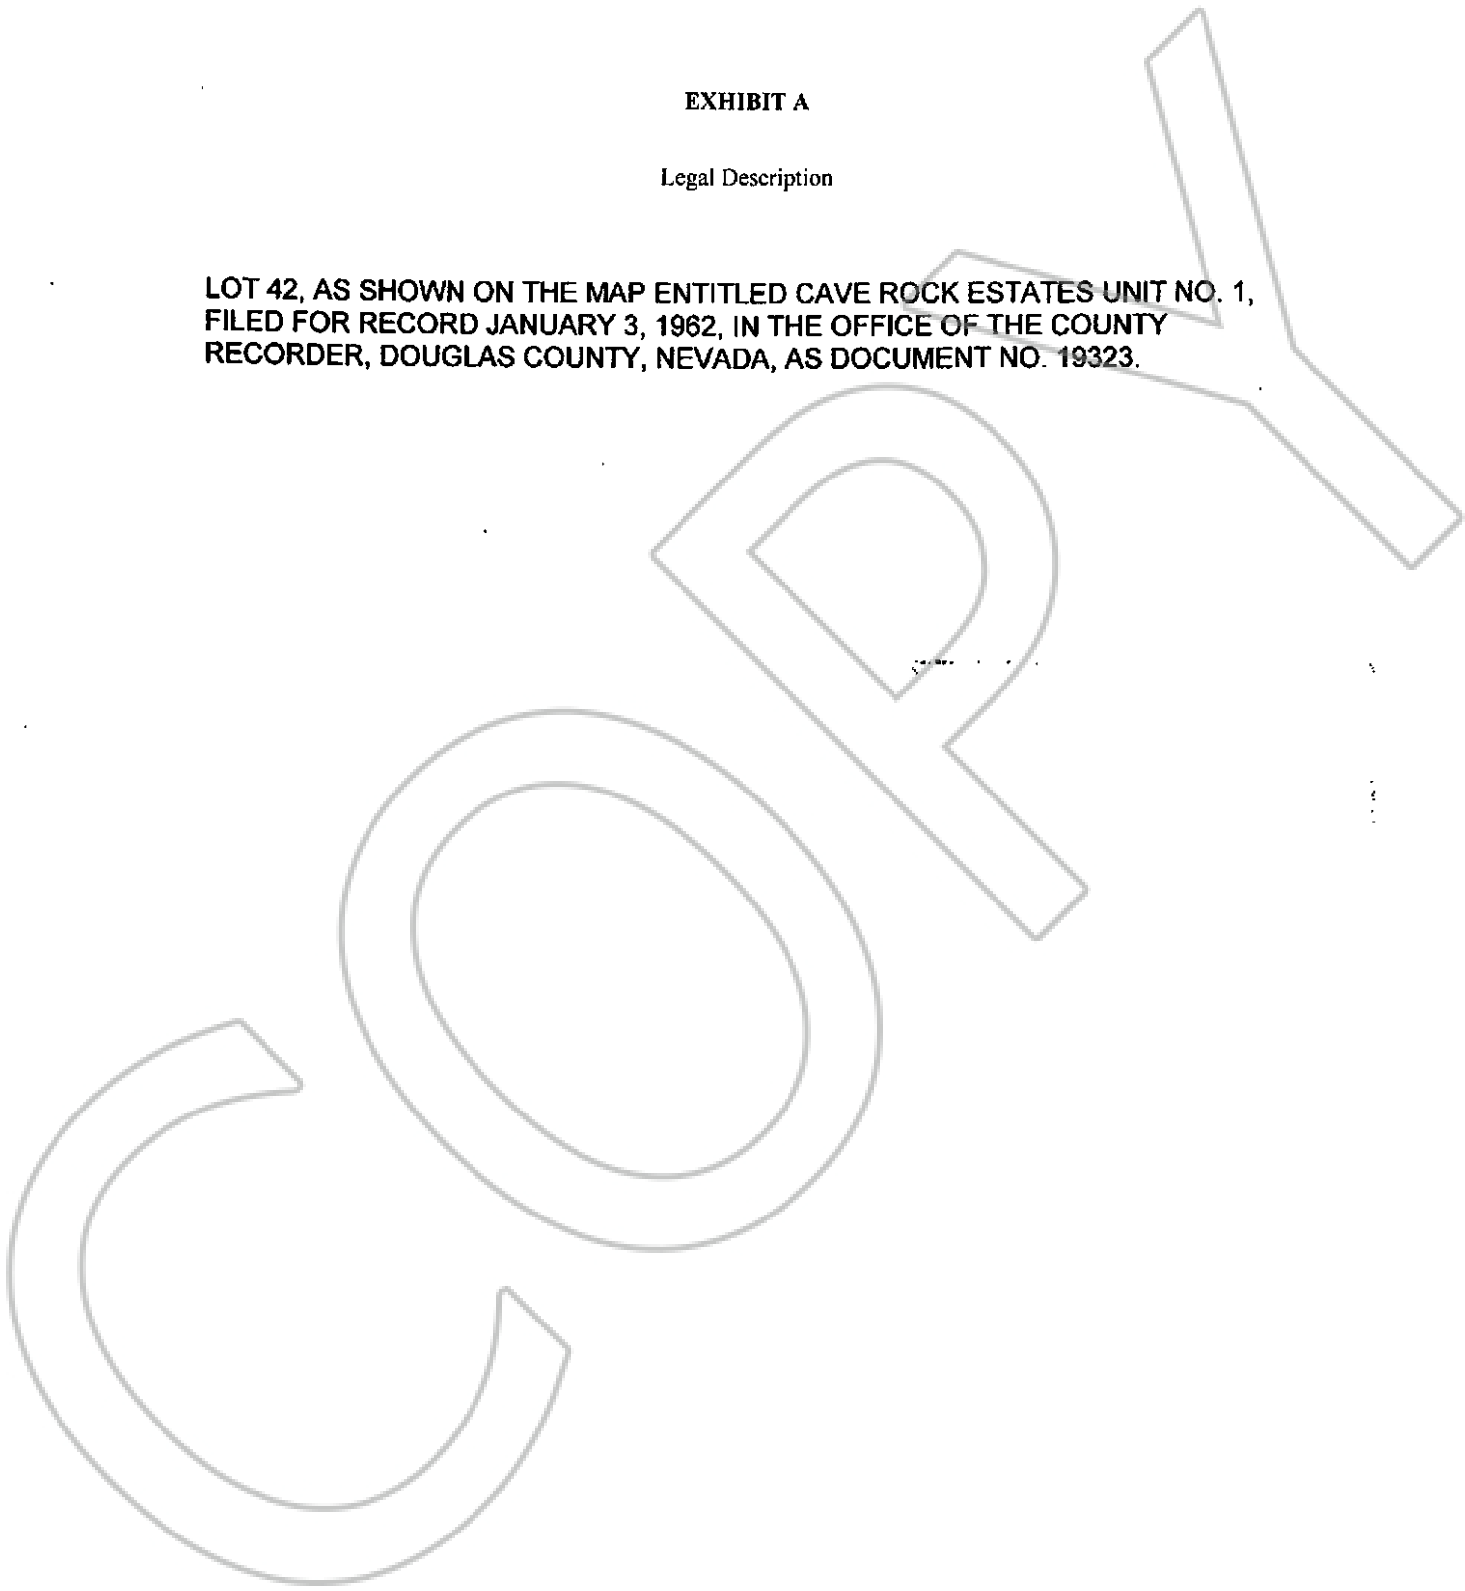 EXHIBIT A
Legal Description
LOT 42, AS SHOWN ON THE MAP ENTITLED CAVE ROCK ESTATES UNIT NO. 1,
FILED FOR RECORD JANUARY 3, 1962, IN THE OFFICE OF THE COUNTY
RECORDER, DOUGLAS COUNTY, NEVADA, AS DOCUMENT NO. 19323.
COPY